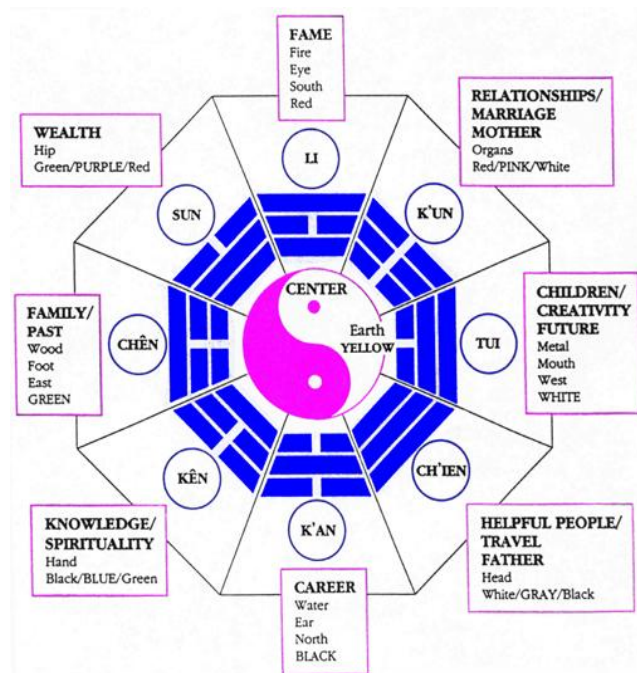 FAME
Fire
Eye
South
Red
RELATIONSHIPS/
MARRIAGE
MOTHER
Organs
Red/PINK/White
WEALTH
Hip
Green/PURPLE/Red
LI
SUN
K'UN
CENTER
Earth
YELLOW
FAMILY/
PAST
Wood
Foot
East
GREEN
CHÊN
TUI
CHILDREN/
CREATIVITY
FUTURE
Metal
Mouth
West
WHITE
KÊN
CH'IEN
K'AN
KNOWLEDGE/
SPIRITUALITY
Hand
Black/BLUE/Green
HELPFUL PEOPLE/
TRAVEL
FATHER
Head
White/GRAY/Black
CAREER
Water
Ear
North
BLACK